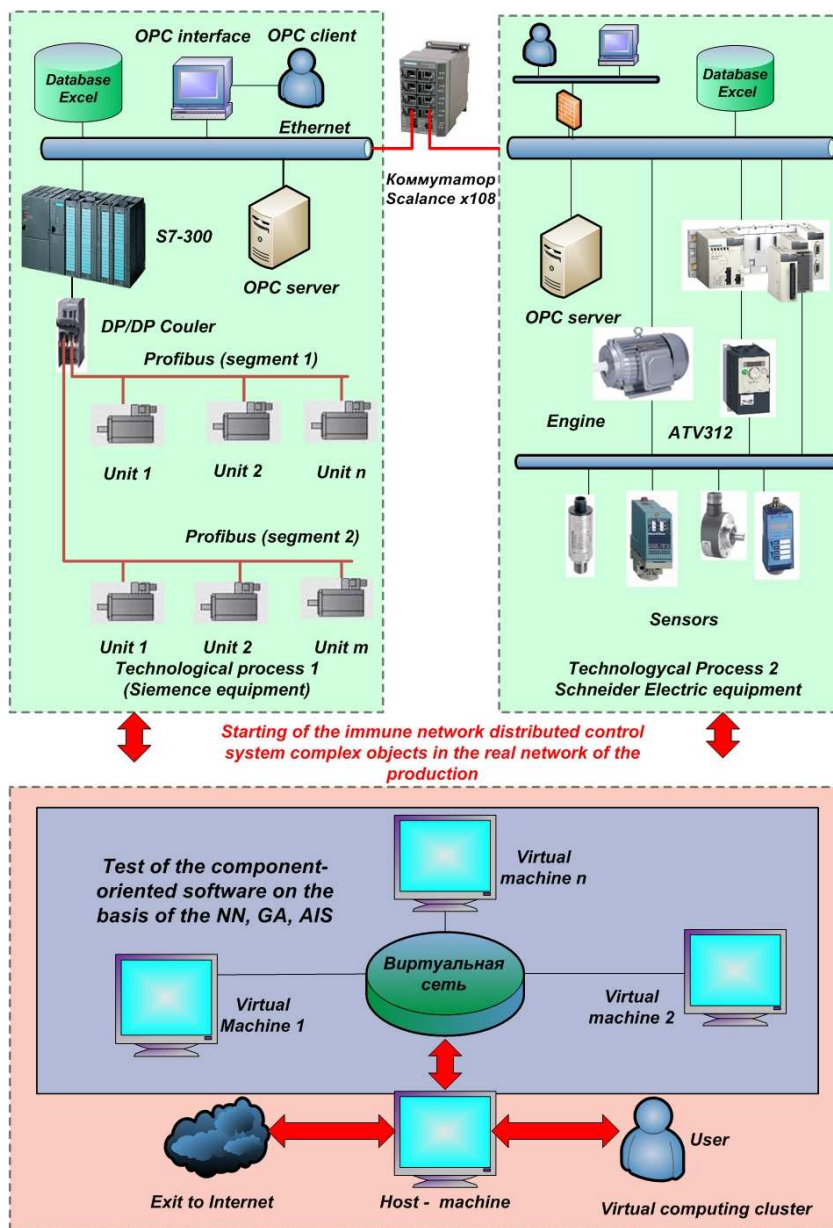 OPC interface
OPC client
Database
Excel
Ethernet
S7-300
OPC server
DP/DP Couler
Profibus (segment 1)
Unit 1
Unit 2
Unit n
Profibus (segment 2)
Unit 1
Unit 2
Unit m
Technological process 1
(Siemence equipment)
Коммутатор
Scalance x108
Database
Excel
OPC server
Engine
ATV312
Sensors
Technologycal Process 2
Schneider Electric equipment
Starting of the immune network distributed control
system complex objects in the real network of the
production
Test of the component-
oriented software on the
basis of the NN, GA, AIS
Virtual
machine n
Виртуальная
сеть
Virtual
Machine 1
Virtual
machine 2
Exit to Internet
Host - machine
User
Virtual computing cluster